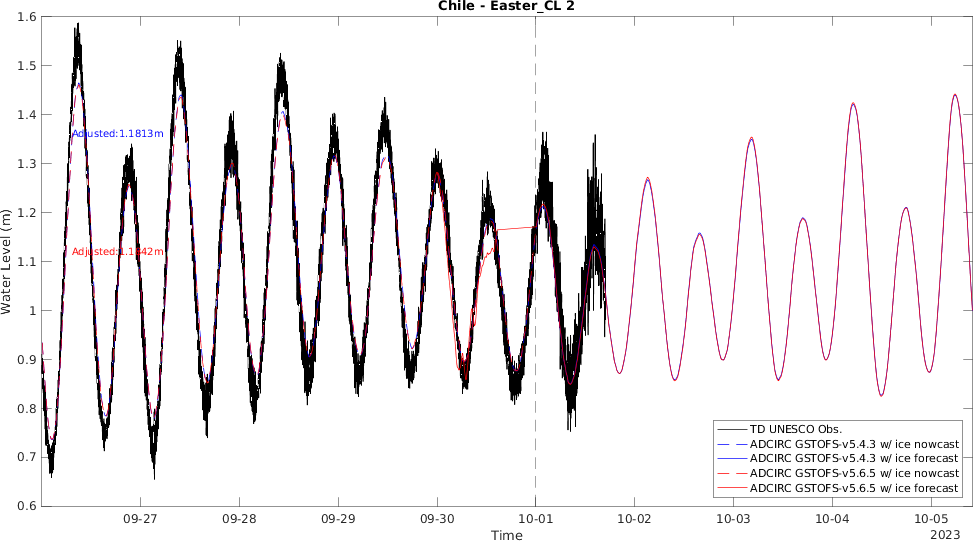 Chile - Easter_CL 2
1.6
1.5
1.4
1.3
1.2
1.1
1
0.9
0.8
0.7
0.6
Water Level (m)
Adjusted:1.1813m
Adjusted:
TD UNESCO Obs.
ADCIRC GSTOFS-v5.4.3 w/ ice nowcast
ADCIRC GSTOFS-v5.4.3 w/ ice forecast
ADCIRC GSTOFS-v5.6.5 w/ ice nowcast
ADCIRC GSTOFS-v5.6.5 w/ ice forecast
09-27 09-28 09-29 09-30 10-01 10-02 10-03 10-04 10-05
Time
2023